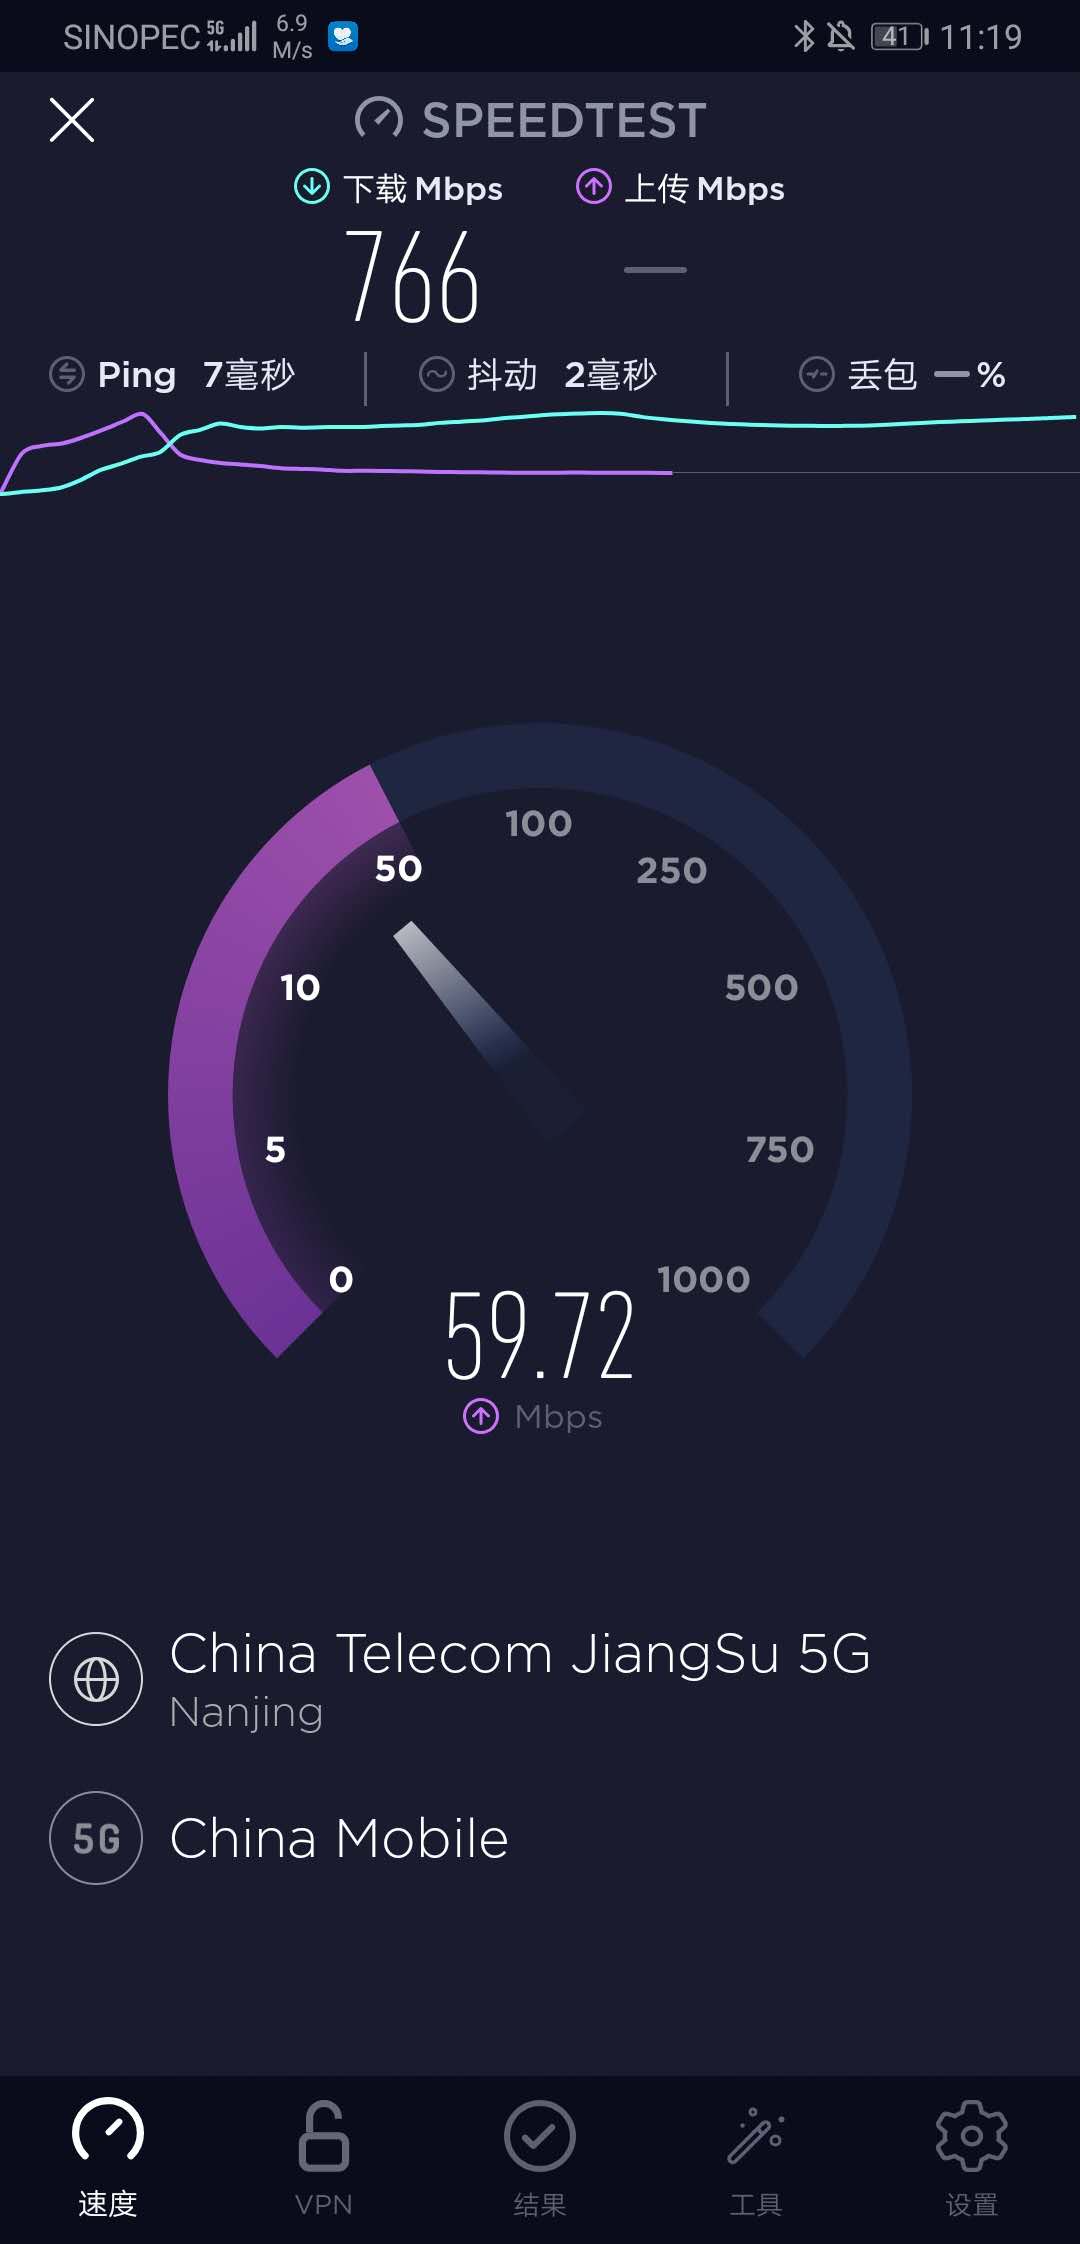 SINOPEC 5G 6.9 M/s 41 11:19
SPEEDTEST
下载 Mbps 上传 Mbps
766 —
Ping 7毫秒 抖动 2毫秒 丢包 — %
100
50 250
10 500
5 750
0 1000
59.72
Mbps
China Telecom JiangSu 5G
Nanjing
5G China Mobile
速度 VPN 结果 工具 设置